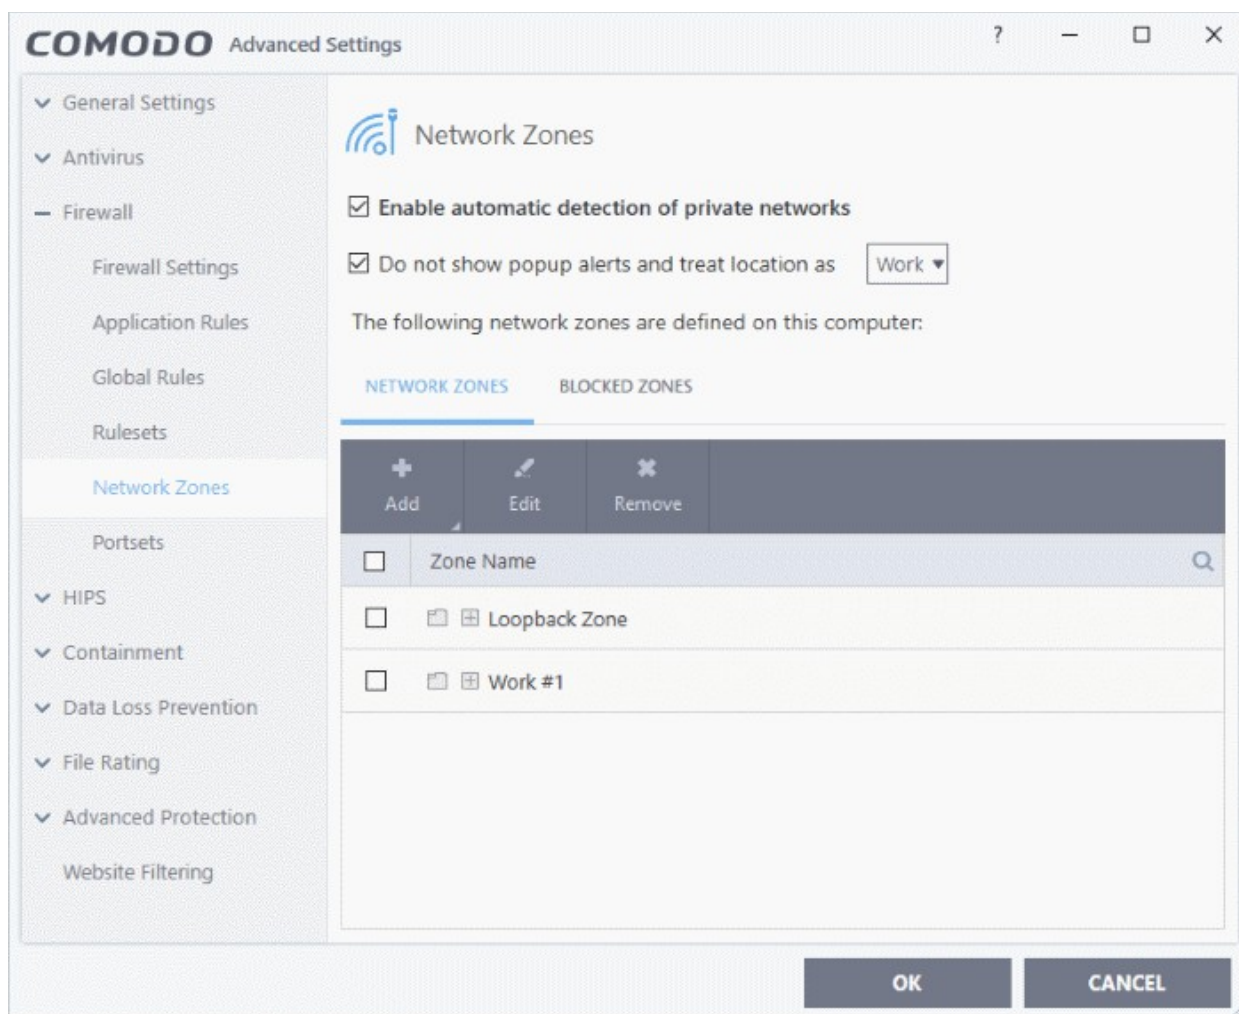 COMODO Advanced Settings ?
General Settings
Antivirus
Firewall
Firewall Settings
Application Rules
Global Rules
Rulesets
Network Zones
Portsets
HIPS
Containment
Data Loss Prevention
File Rating
Advanced Protection
Website Filtering
Network Zones
Enable automatic detection of private networks
Do not show popup alerts and treat location as Work
The following network zones are defined on this computer:
NETWORK ZONES BLOCKED ZONES
Add Edit Remove
Zone Name
Loopback Zone
Work #1
OK CANCEL